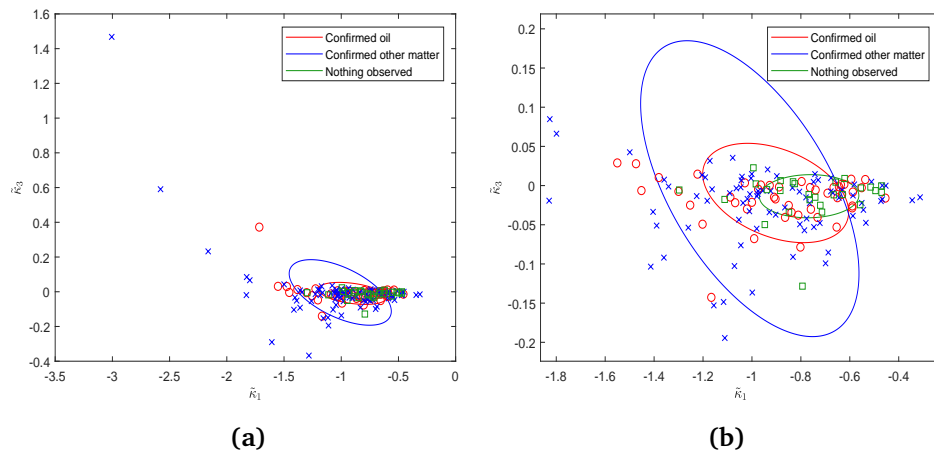 1.6
1.4
1.2
1
0.8
0.6
0.4
0.2
0
-0.2
-0.4
-3.5 -3 -2.5 -2 -1.5 -1 -0.5 0
κ̃₃
κ̃₁
Confirmed oil
Confirmed other matter
Nothing observed
(a)
0.2
0.15
0.1
0.05
0
-0.05
-0.1
-0.15
-0.2
-1.8 -1.6 -1.4 -1.2 -1 -0.8 -0.6 -0.4
κ̃₃
κ̃₁
Confirmed oil
Confirmed other matter
Nothing observed
(b)